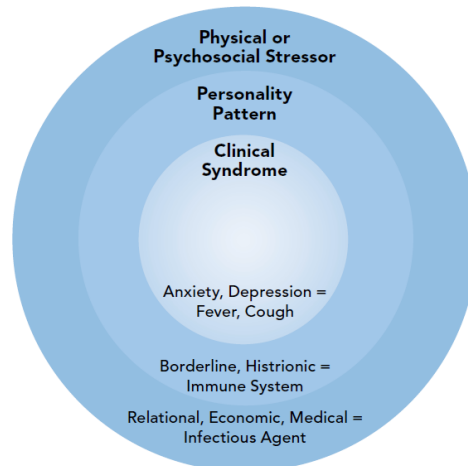 Physical or
Psychosocial Stressor
Personality
Pattern
Clinical
Syndrome
Anxiety, Depression =
Fever, Cough
Borderline, Histrionic =
Immune System
Relational, Economic, Medical =
Infectious Agent